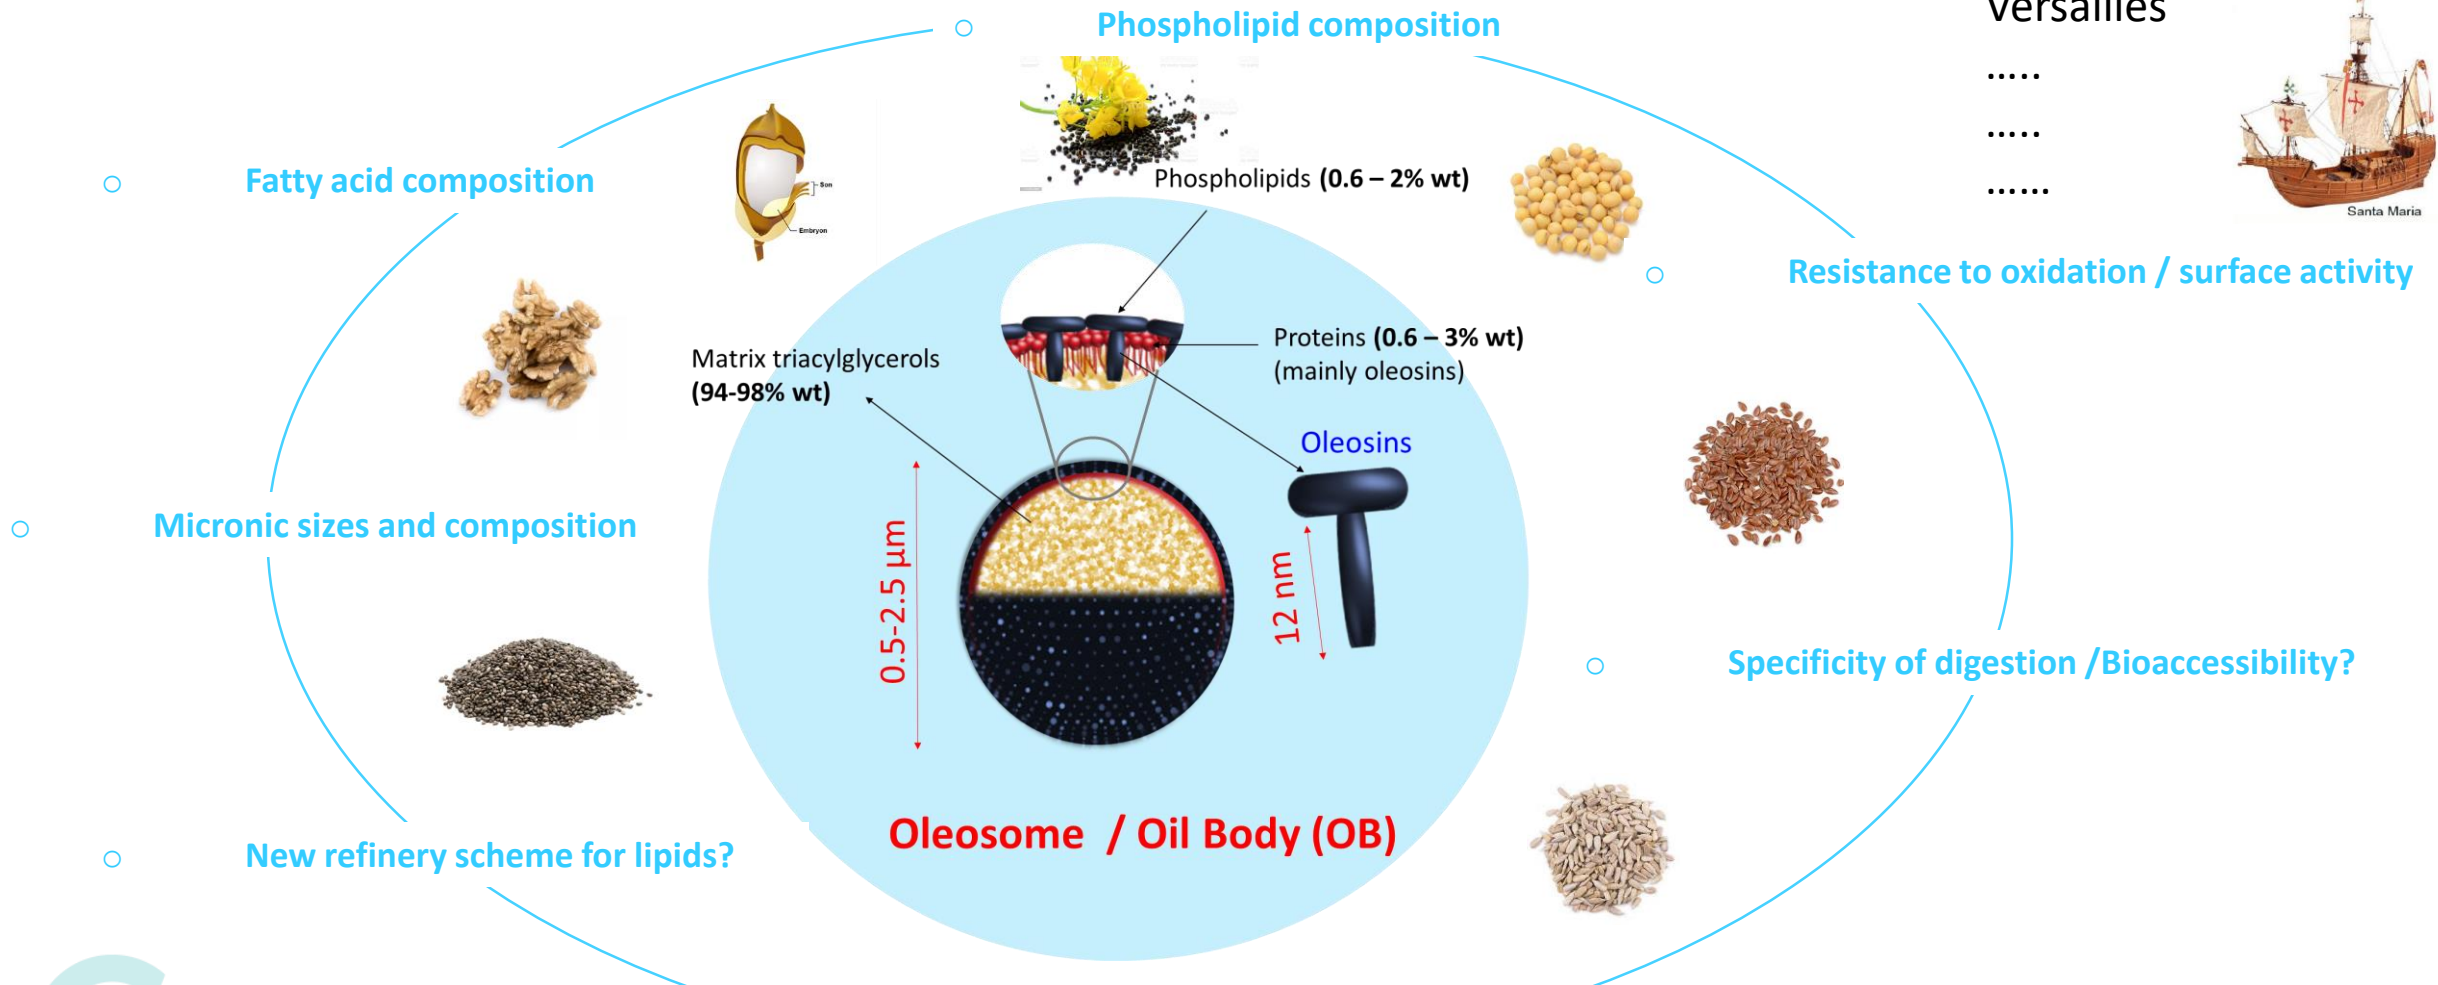 Versailles
.....
.....
......
Santa Maria
○ Phospholipid composition
○ Fatty acid composition
Son
Embryon
Phospholipids (0.6 – 2% wt)
○ Resistance to oxidation / surface activity
Matrix triacylglycerols
(94-98% wt)
Proteins (0.6 – 3% wt)
(mainly oleosins)
Oleosins
○ Micronic sizes and composition
0.5-2.5 µm
12 nm
○ Specificity of digestion /Bioaccessibility?
○ New refinery scheme for lipids?
Oleosome / Oil Body (OB)